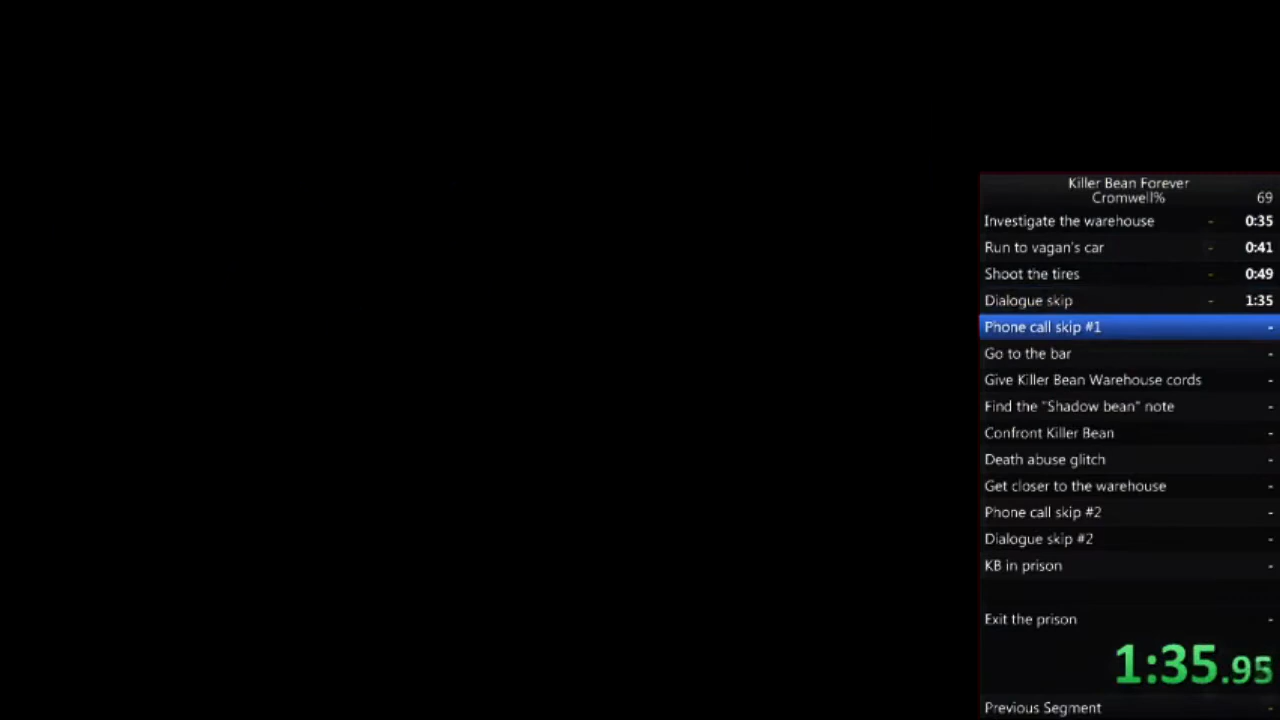 Killer Bean Forever
Cromwell% 69
Investigate the warehouse - 0:35
Run to vagan's car - 0:41
Shoot the tires - 0:49
Dialogue skip - 1:35
Phone call skip #1 -
Go to the bar -
Give Killer Bean Warehouse cords -
Find the "Shadow bean" note -
Confront Killer Bean -
Death abuse glitch -
Get closer to the warehouse -
Phone call skip #2 -
Dialogue skip #2 -
KB in prison -
Exit the prison -
1:35.95
Previous Segment -